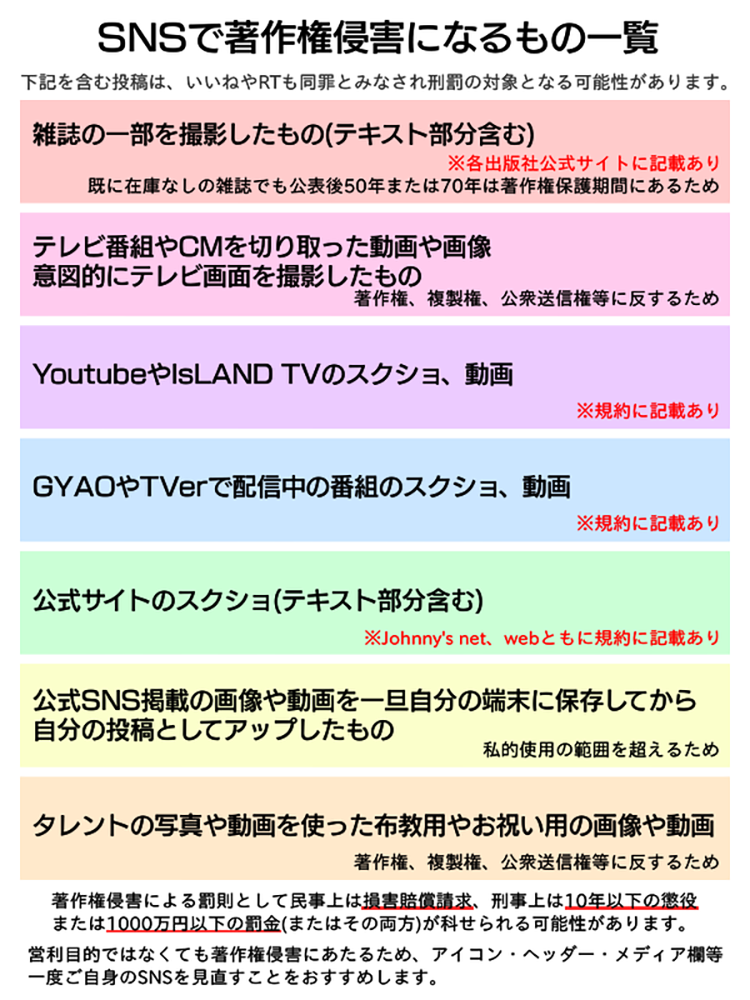 SNSで著作権侵害になるもの一覧
下記を含む投稿は、いいねやRTも同罪とみなされ刑罰の対象となる可能性があります。
雑誌の一部を撮影したもの(テキスト部分含む)
※各出版社公式サイトに記載あり
既に在庫なしの雑誌でも公表後50年または70年は著作権保護期間にあるため
テレビ番組やCMを切り取った動画や画像
意図的にテレビ画面を撮影したもの
著作権、複製権、公衆送信権等に反するため
YoutubeやIsLAND TVのスクショ、動画
※規約に記載あり
GYAOやTVerで配信中の番組のスクショ、動画
※規約に記載あり
公式サイトのスクショ(テキスト部分含む)
※Johnny's net、webともに規約に記載あり
公式SNS掲載の画像や動画を一旦自分の端末に保存してから
自分の投稿としてアップしたもの
私的使用の範囲を超えるため
タレントの写真や動画を使った布教用やお祝い用の画像や動画
著作権、複製権、公衆送信権等に反するため
著作権侵害による罰則として民事上は損害賠償請求、刑事上は10年以下の懲役
または1000万円以下の罰金(またはその両方)が科せられる可能性があります。
営利目的ではなくても著作権侵害にあたるため、アイコン・ヘッダー・メディア欄等
一度ご自身のSNSを見直すことをおすすめします。